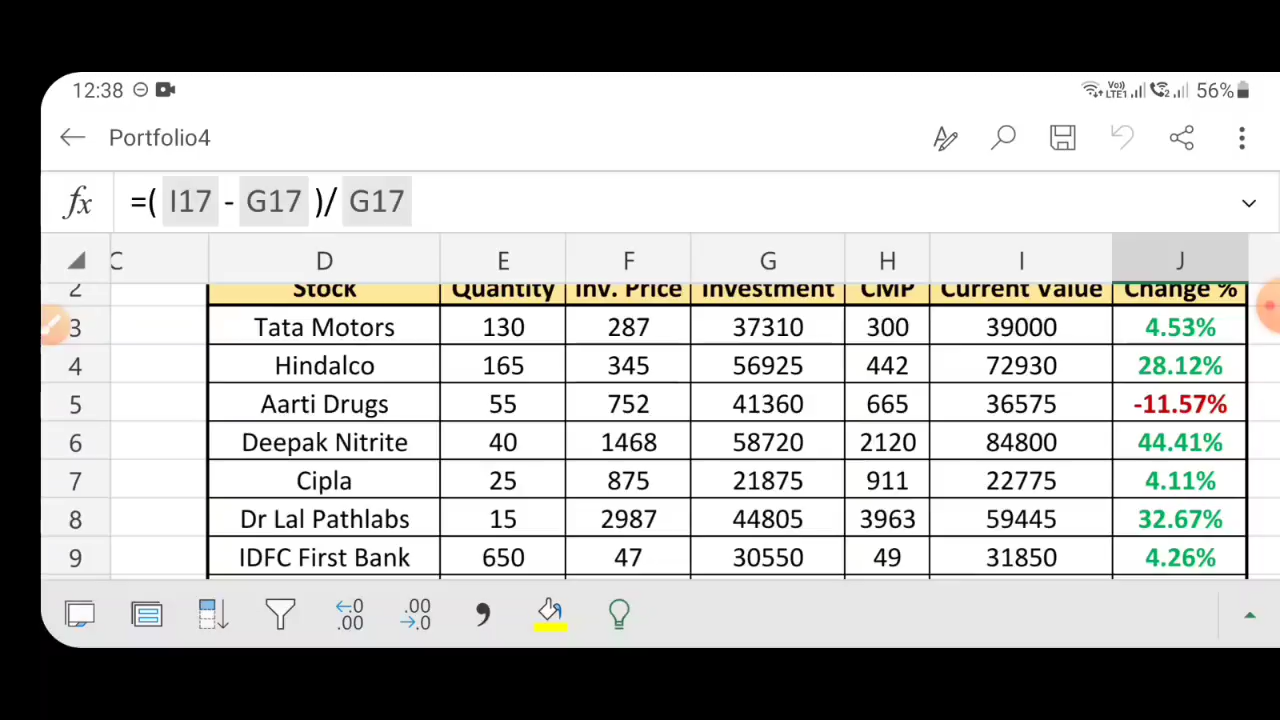 12:38 LTE1 56%
Portfolio4
fx =( I17 - G17 )/ G17
C D E F G H I J
2 Stock Quantity Inv. Price Investment CMP Current Value Change %
3 Tata Motors 130 287 37310 300 39000 4.53%
4 Hindalco 165 345 56925 442 72930 28.12%
5 Aarti Drugs 55 752 41360 665 36575 -11.57%
6 Deepak Nitrite 40 1468 58720 2120 84800 44.41%
7 Cipla 25 875 21875 911 22775 4.11%
8 Dr Lal Pathlabs 15 2987 44805 3963 59445 32.67%
9 IDFC First Bank 650 47 30550 49 31850 4.26%
.0 .00
.00 .0